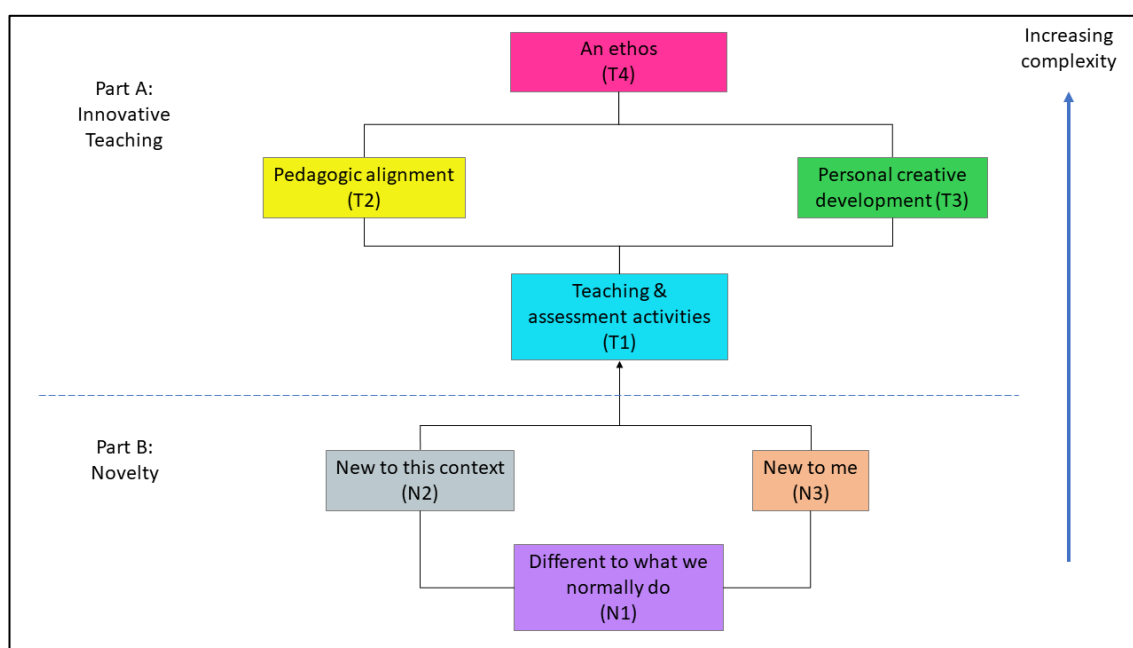 An ethos
(T4)
Increasing
complexity
Part A:
Innovative
Teaching
Pedagogic alignment
(T2)
Personal creative
development (T3)
Teaching &
assessment activities
(T1)
Part B:
Novelty
New to this context
(N2)
New to me
(N3)
Different to what we
normally do
(N1)